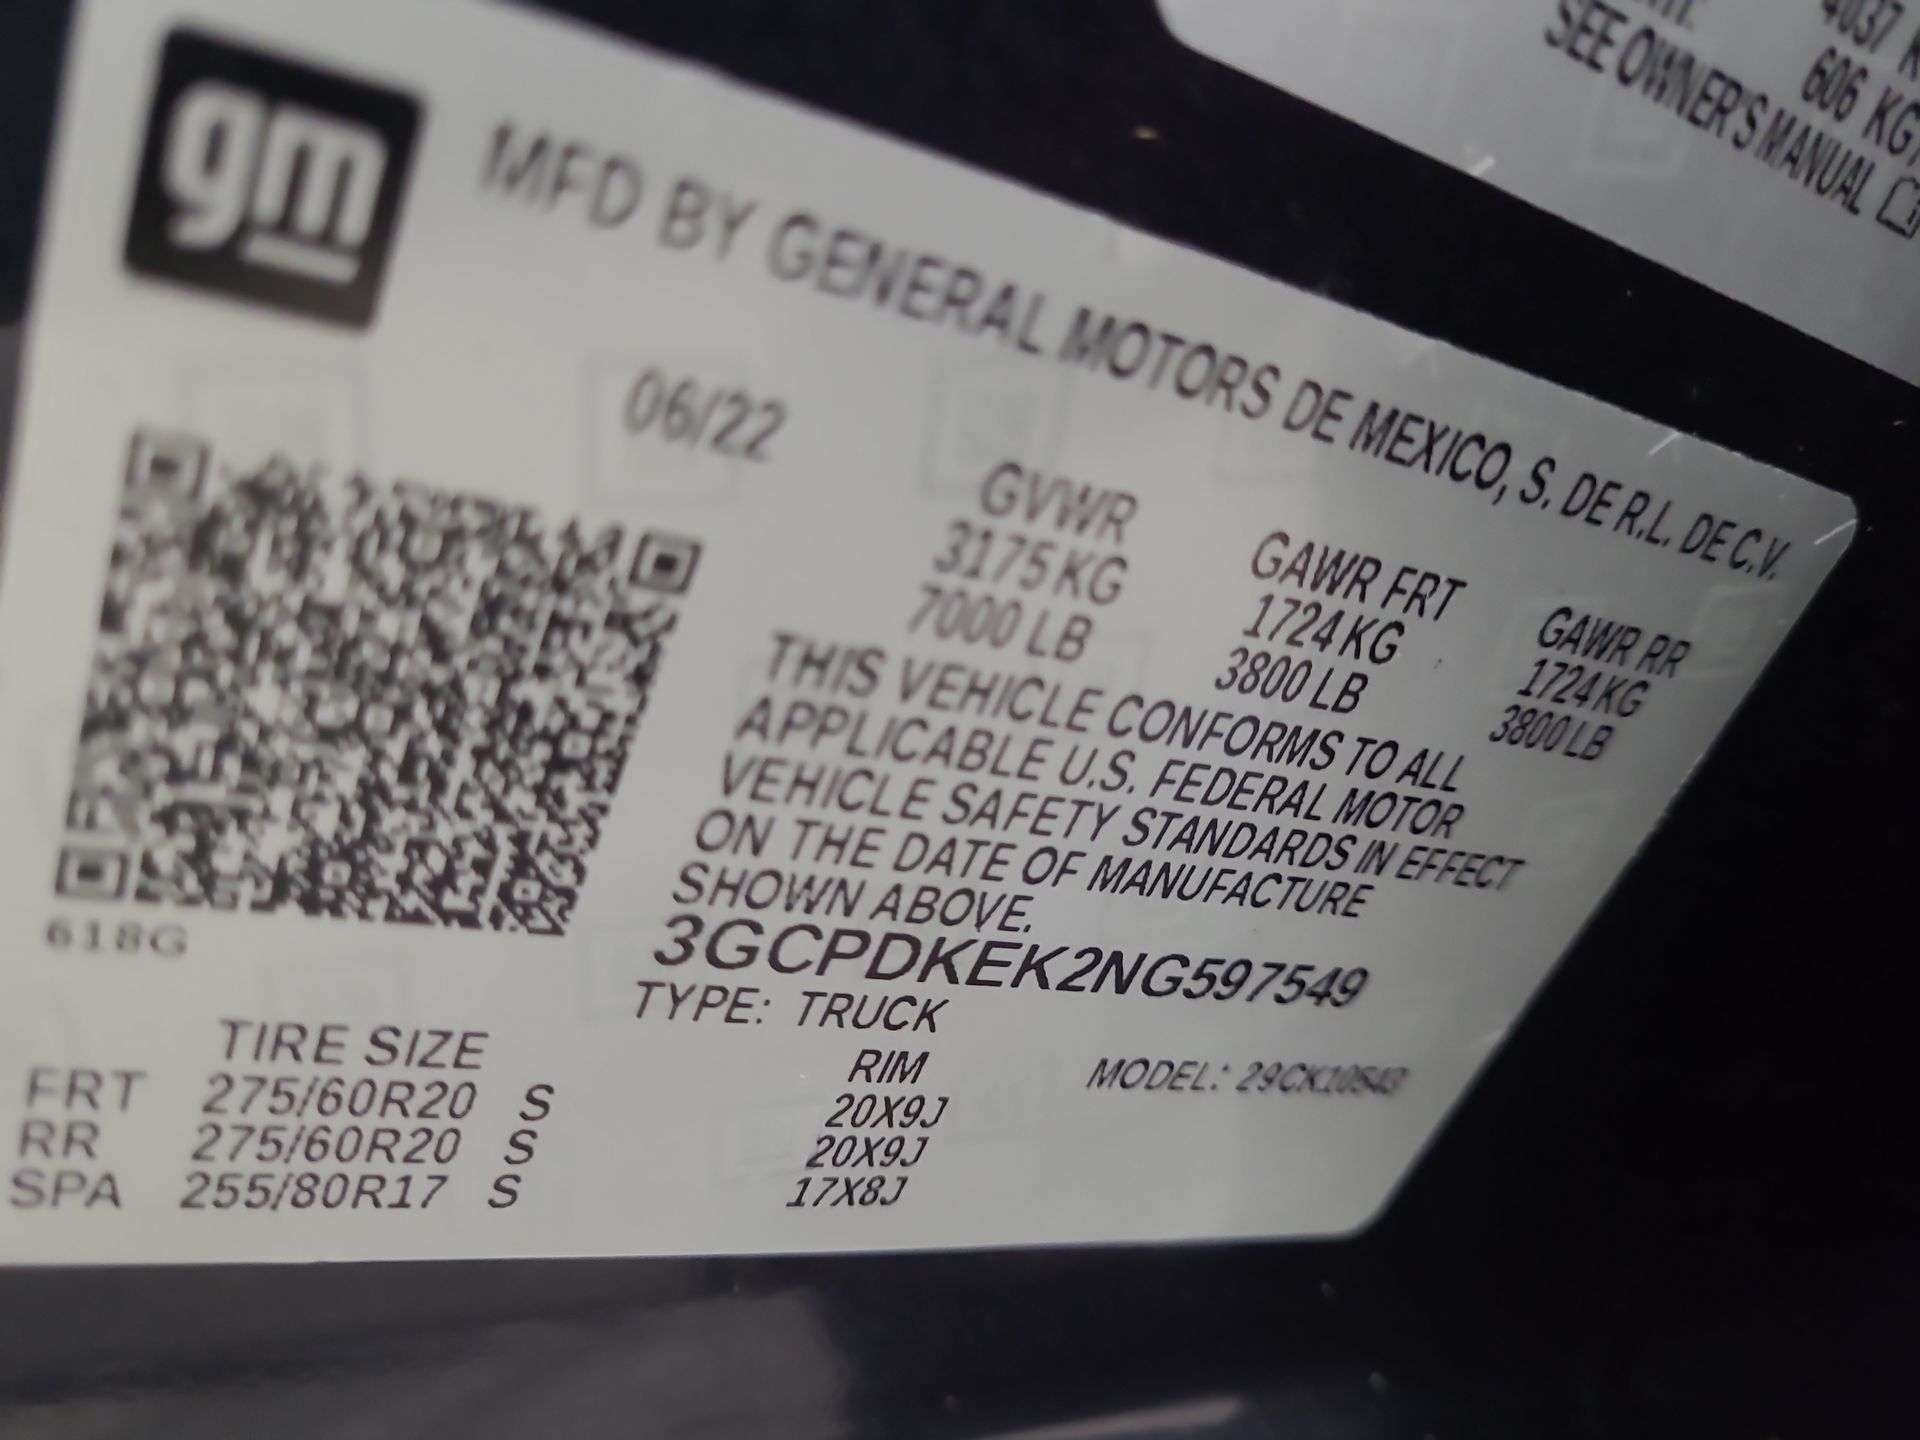 4037 K
606 KG
SEE OWNER'S MANUAL
gm
MFD BY GENERAL MOTORS DE MEXICO, S. DE R.L. DE C.V.
06/22
GVWR GAWR FRT GAWR RR
3175 KG 1724 KG 1724 KG
7000 LB 3800 LB 3800 LB
THIS VEHICLE CONFORMS TO ALL
APPLICABLE U.S. FEDERAL MOTOR
VEHICLE SAFETY STANDARDS IN EFFECT
ON THE DATE OF MANUFACTURE
SHOWN ABOVE.
618G
3GCPDKEK2NG597549
TYPE: TRUCK MODEL: 29CK10543
TIRE SIZE RIM
FRT 275/60R20 S 20X9J
RR 275/60R20 S 20X9J
SPA 255/80R17 S 17X8J